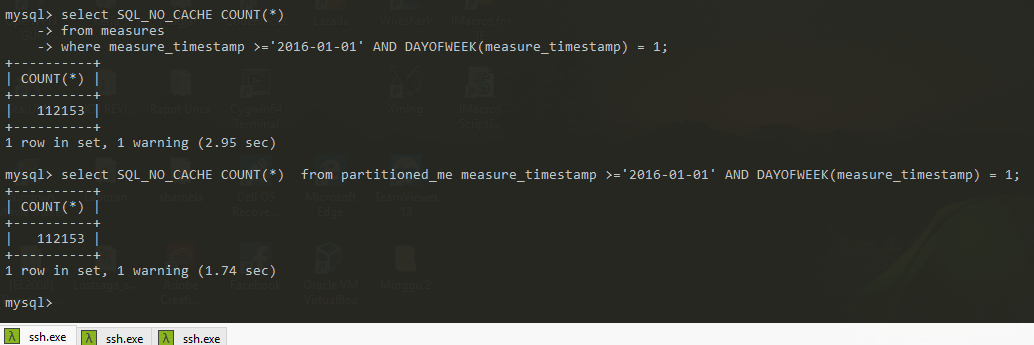 mysql> select SQL_NO_CACHE COUNT(*)
    -> from measures
    -> where measure_timestamp >='2016-01-01' AND DAYOFWEEK(measure_timestamp) = 1;
+----------+
| COUNT(*) |
+----------+
|   112153 |
+----------+
1 row in set, 1 warning (2.95 sec)
mysql> select SQL_NO_CACHE COUNT(*)  from partitioned_me measure_timestamp >='2016-01-01' AND DAYOFWEEK(measure_timestamp) = 1;
+----------+
| COUNT(*) |
+----------+
|   112153 |
+----------+
1 row in set, 1 warning (1.74 sec)
mysql>
λ ssh.exe λ ssh.exe λ ssh.exe